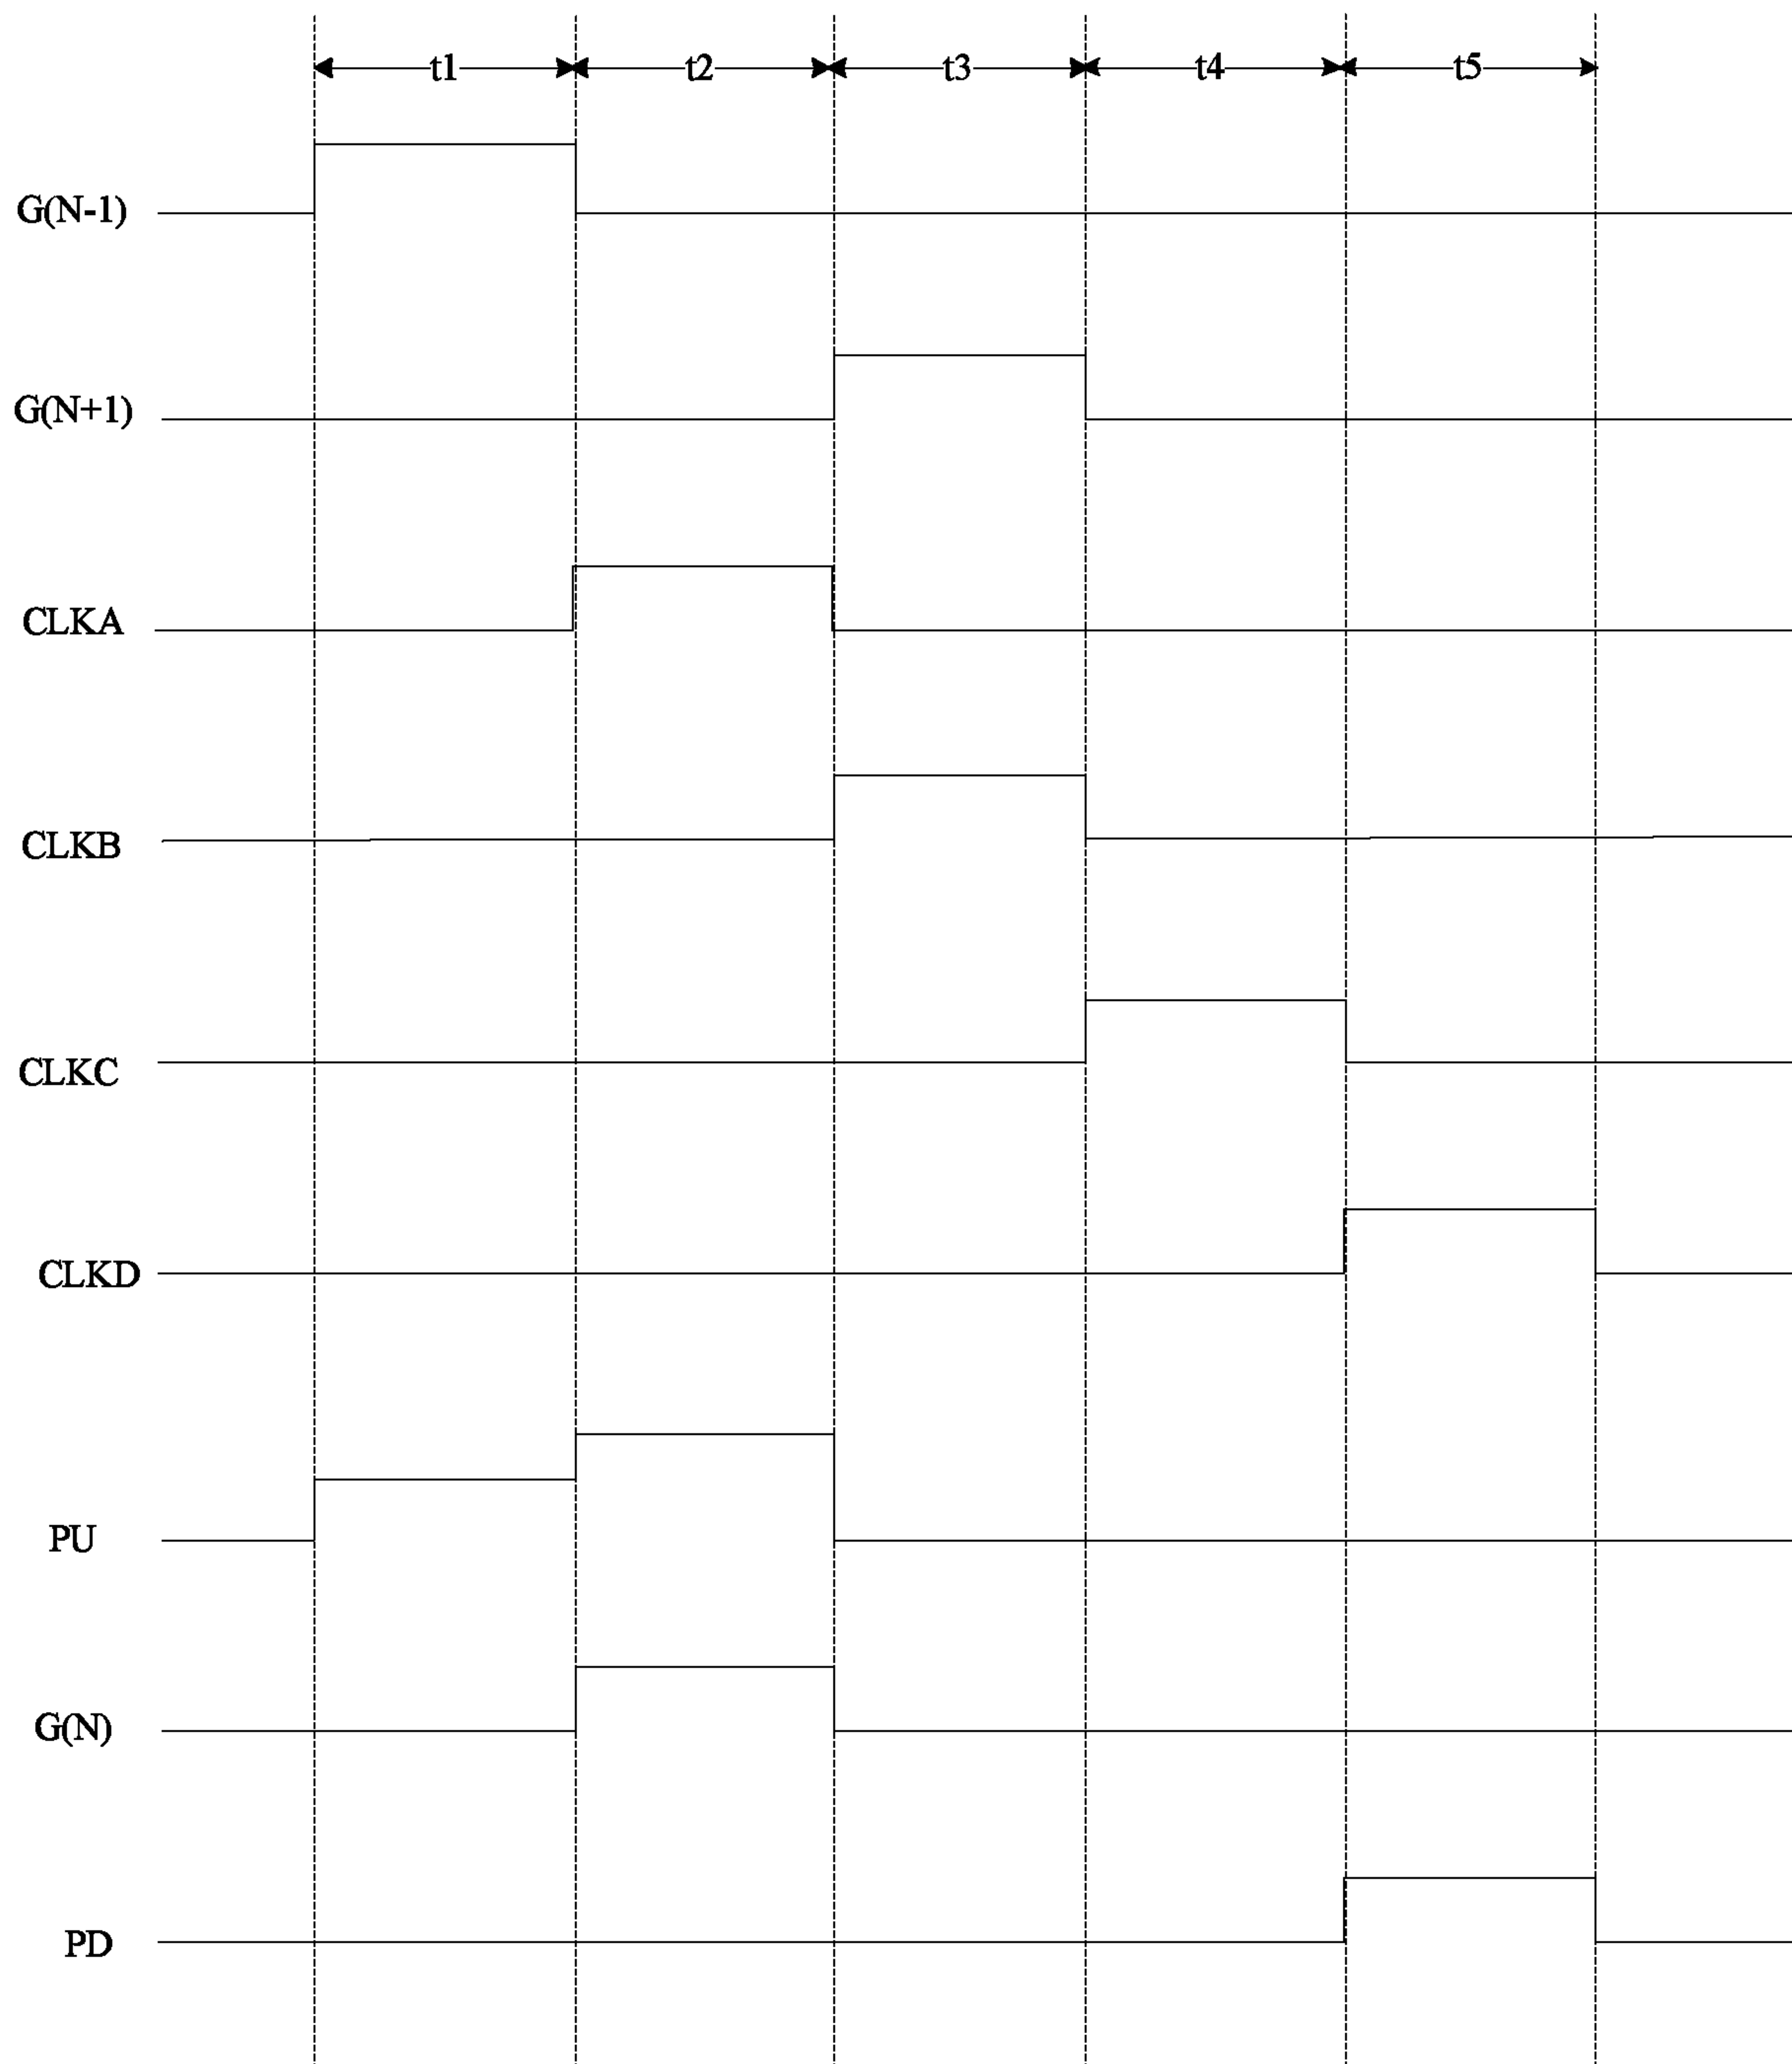 t1 t2 t3 t4 t5
G(N-1)
G(N+1)
CLKA
CLKB
CLKC
CLKD
PU
G(N)
PD